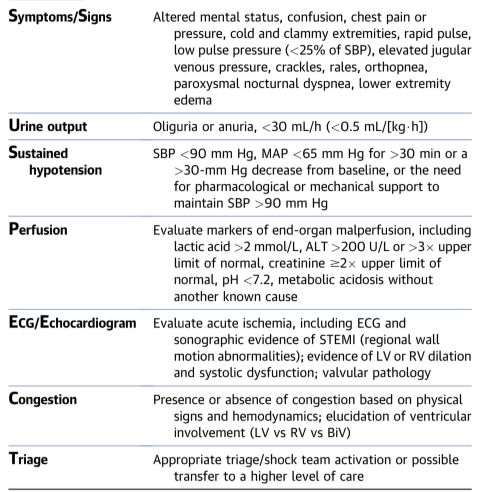 Symptoms/Signs Altered mental status, confusion, chest pain or
pressure, cold and clammy extremities, rapid pulse,
low pulse pressure (<25% of SBP), elevated jugular
venous pressure, crackles, rales, orthopnea,
paroxysmal nocturnal dyspnea, lower extremity
edema
Urine output Oliguria or anuria, <30 mL/h (<0.5 mL/[kg·h])
Sustained SBP <90 mm Hg, MAP <65 mm Hg for >30 min or a
hypotension >30-mm Hg decrease from baseline, or the need
for pharmacological or mechanical support to
maintain SBP >90 mm Hg
Perfusion Evaluate markers of end-organ malperfusion, including
lactic acid >2 mmol/L, ALT >200 U/L or >3× upper
limit of normal, creatinine ≥2× upper limit of
normal, pH <7.2, metabolic acidosis without
another known cause
ECG/Echocardiogram Evaluate acute ischemia, including ECG and
sonographic evidence of STEMI (regional wall
motion abnormalities); evidence of LV or RV dilation
and systolic dysfunction; valvular pathology
Congestion Presence or absence of congestion based on physical
signs and hemodynamics; elucidation of ventricular
involvement (LV vs RV vs BiV)
Triage Appropriate triage/shock team activation or possible
transfer to a higher level of care